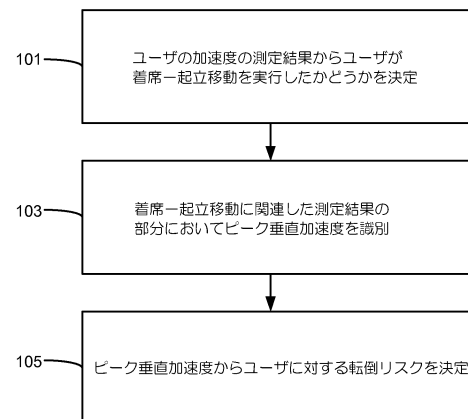 101
ユーザの加速度の測定結果からユーザが
着席ー起立移動を実行したかどうかを決定
103
着席ー起立移動に関連した測定結果の
部分においてピーク垂直加速度を識別
105
ピーク垂直加速度からユーザに対する転倒リスクを決定